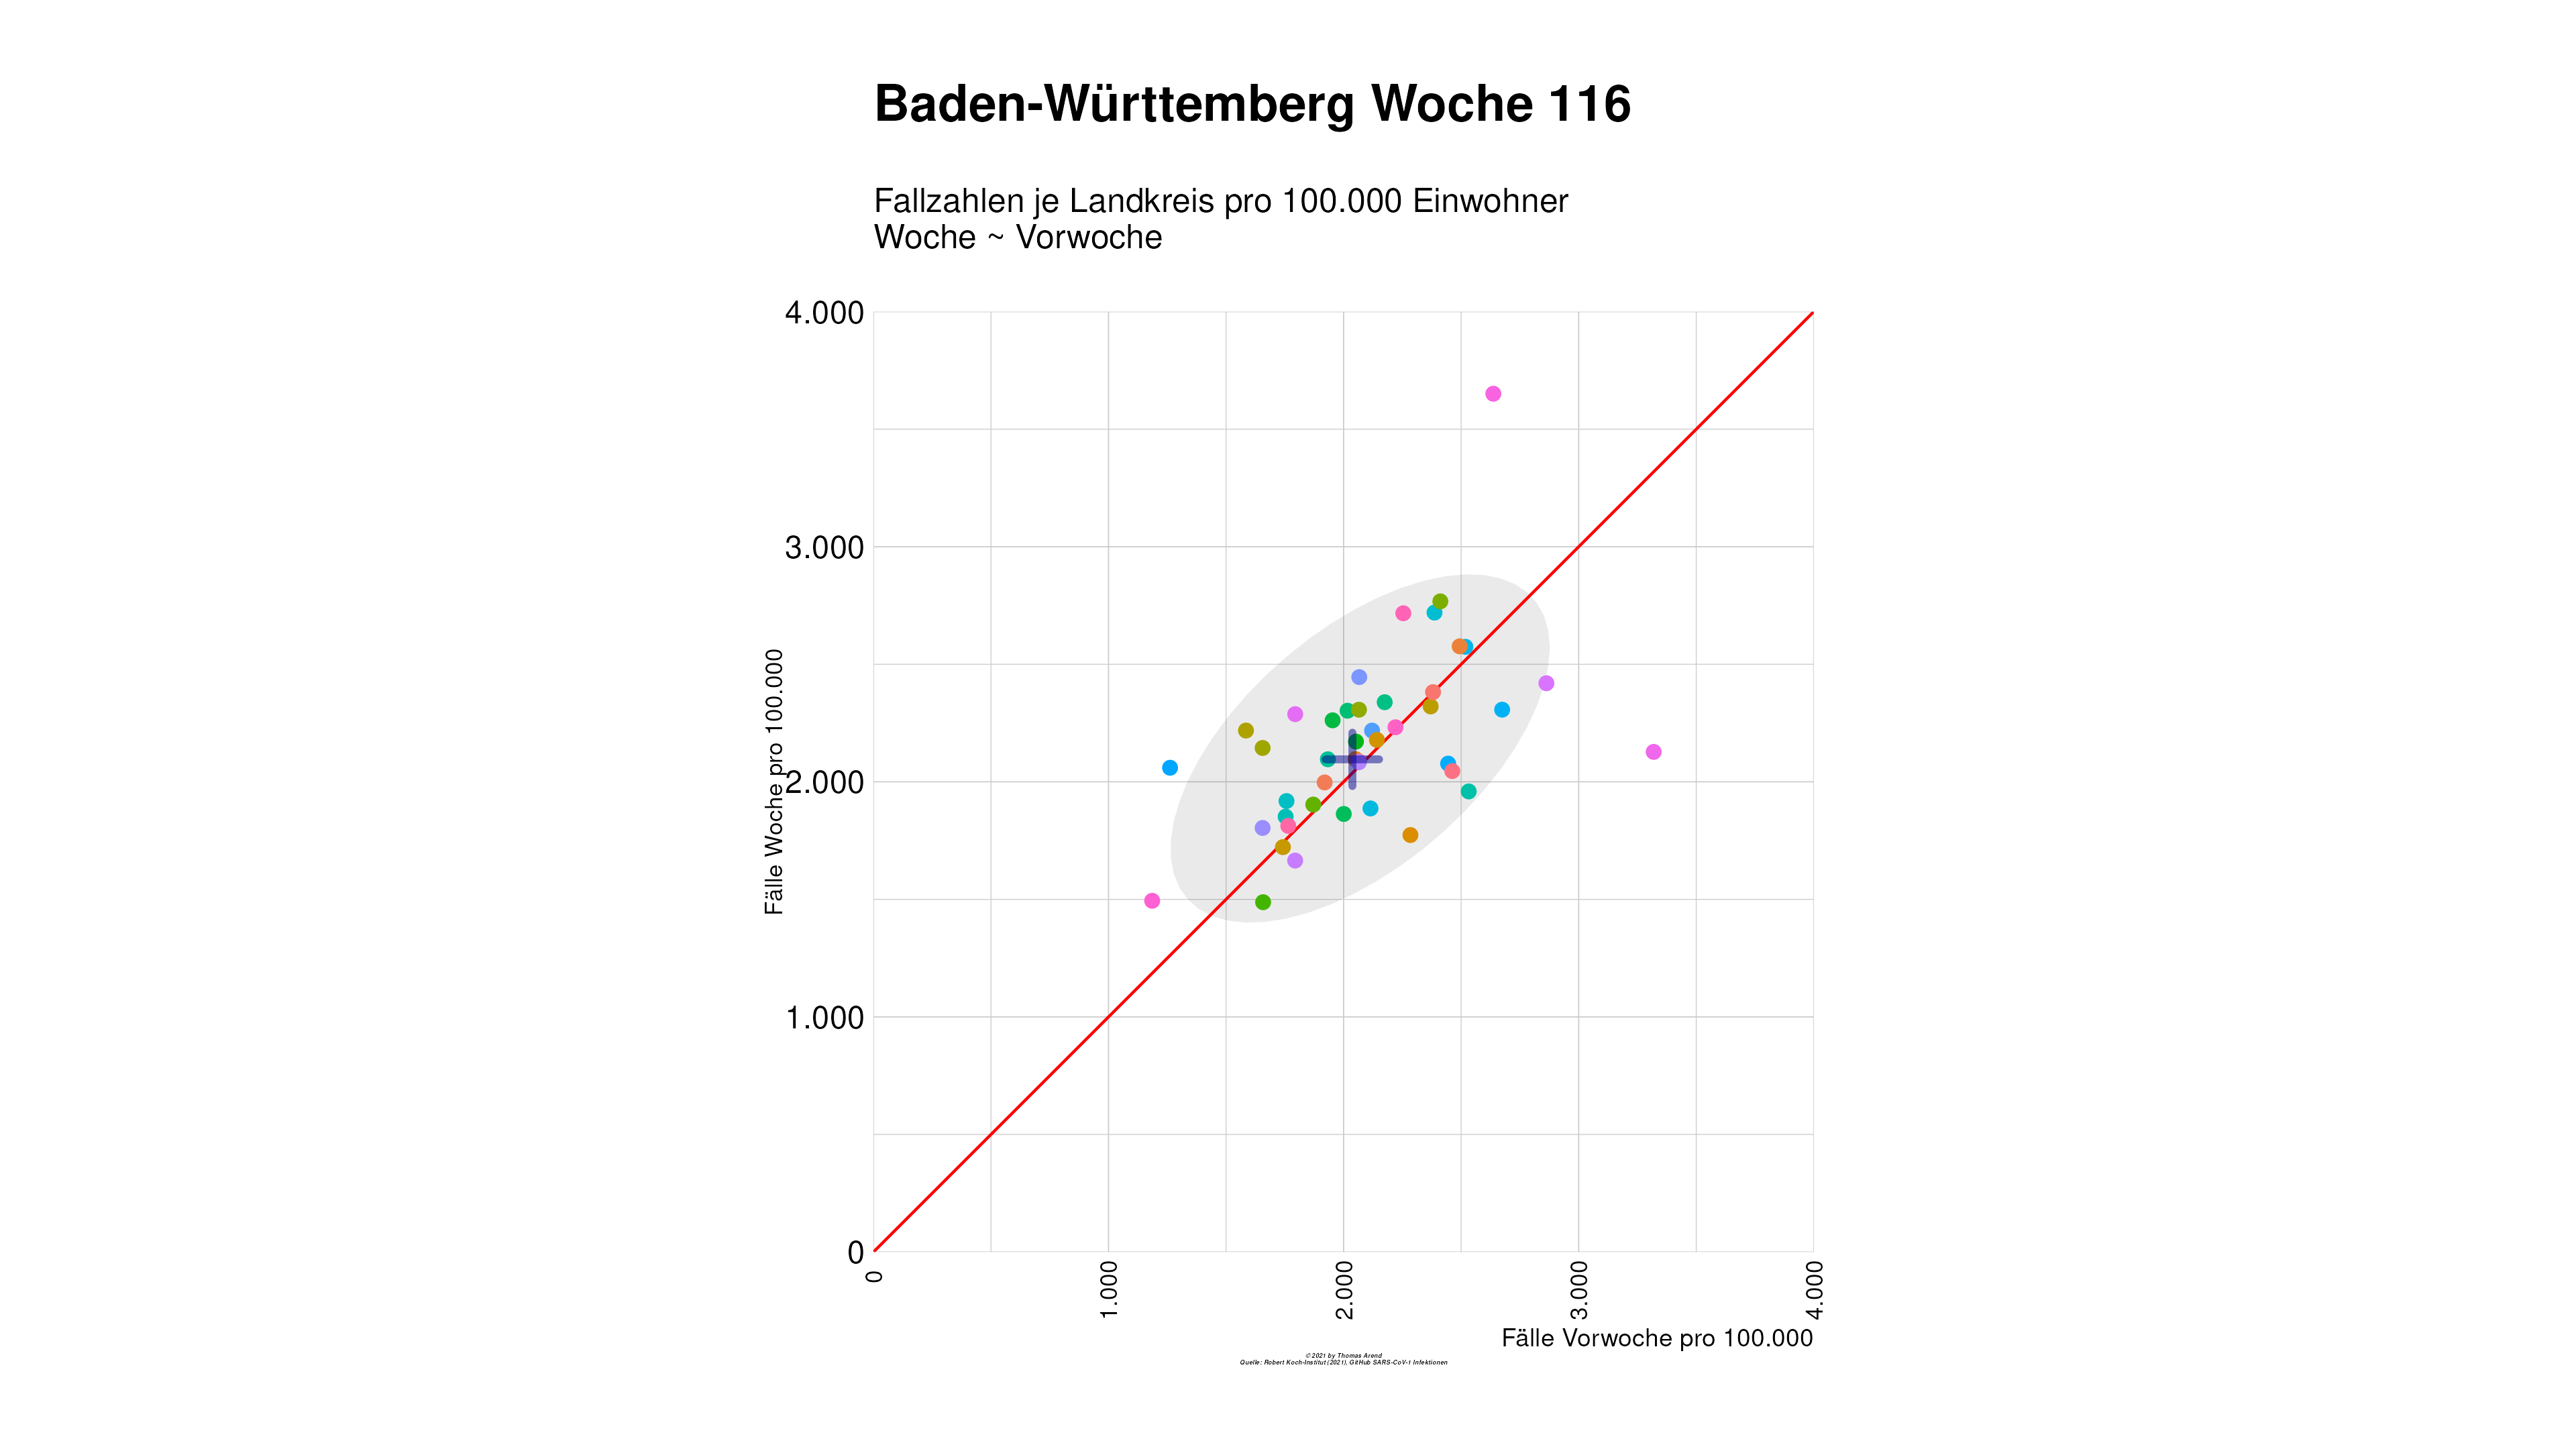 Baden-Württemberg Woche 116
Fallzahlen je Landkreis pro 100.000 Einwohner
Woche ~ Vorwoche
4.000
3.000
2.000
1.000
0
Fälle Woche pro 100.000
0
1.000
2.000
3.000
4.000
Fälle Vorwoche pro 100.000
© 2021 by Thomas Arend
Quelle: Robert Koch-Institut (2021), GitHub SARS-CoV-1 Infektionen